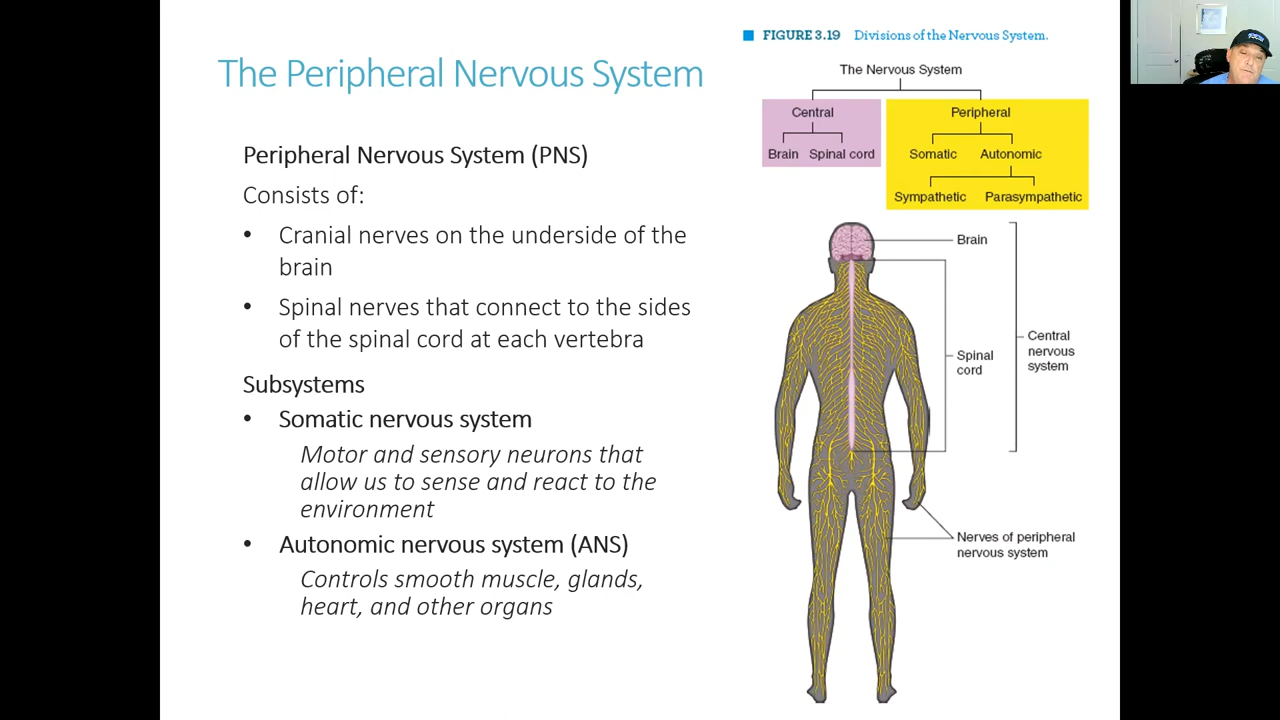 The Peripheral Nervous System
Peripheral Nervous System (PNS)
Consists of:
• Cranial nerves on the underside of the
brain
• Spinal nerves that connect to the sides
of the spinal cord at each vertebra
Subsystems
• Somatic nervous system
Motor and sensory neurons that
allow us to sense and react to the
environment
• Autonomic nervous system (ANS)
Controls smooth muscle, glands,
heart, and other organs
FIGURE 3.19 Divisions of the Nervous System.
The Nervous System
Central
Peripheral
Brain
Spinal cord
Somatic
Autonomic
Sympathetic
Parasympathetic
Brain
Spinal
cord
Central
nervous
system
Nerves of peripheral
nervous system